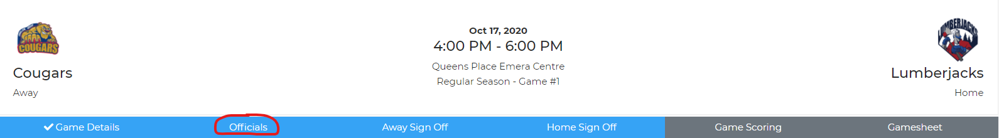 COUGARS
Cougars
Away
Oct 17, 2020
4:00 PM - 6:00 PM
Queens Place Emera Centre
Regular Season - Game #1
LUMBERJACKS
Lumberjacks
Home
Game Details
Officials
Away Sign Off
Home Sign Off
Game Scoring
Gamesheet